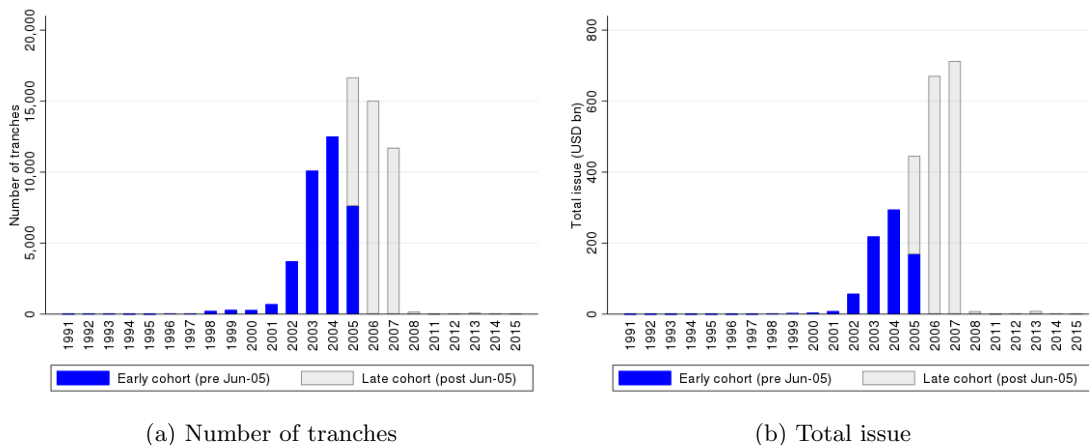 Number of tranches
20,000
15,000
10,000
5,000
0
1991 1992 1993 1994 1995 1996 1997 1998 1999 2000 2001 2002 2003 2004 2005 2006 2007 2008 2011 2012 2013 2014 2015
Early cohort (pre Jun-05) Late cohort (post Jun-05)
(a) Number of tranches
Total issue (USD bn)
800
600
400
200
0
1991 1992 1993 1994 1995 1996 1997 1998 1999 2000 2001 2002 2003 2004 2005 2006 2007 2008 2011 2012 2013 2014 2015
Early cohort (pre Jun-05) Late cohort (post Jun-05)
(b) Total issue